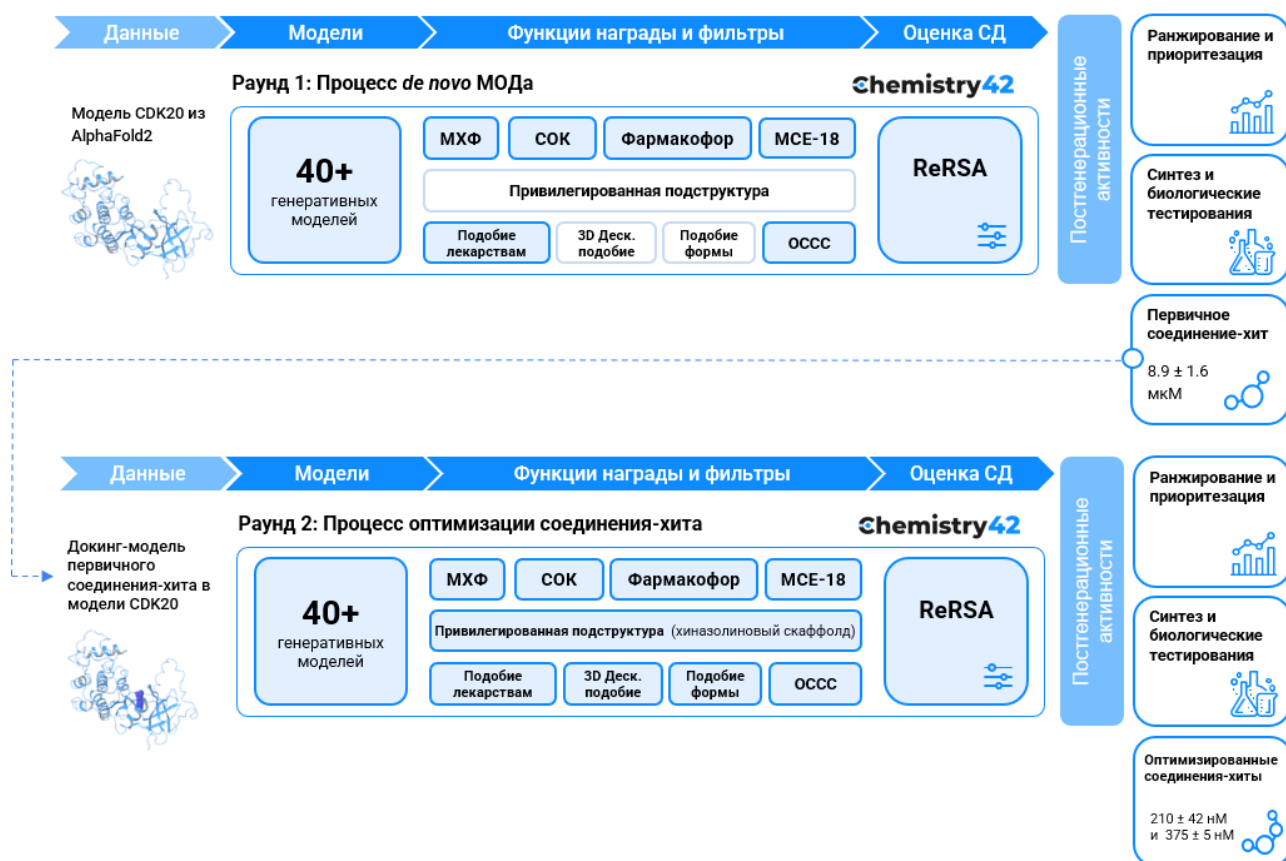 Данные
Модели
Функции награды и фильтры
Оценка СД
Раунд 1: Процесс de novo МОДа
Chemistry42
Модель CDK20 из
AlphaFold2
40+
генеративных
моделей
МХФ
СОК
Фармакофор
MCE-18
Привилегированная подструктура
Подобие
лекарствам
3D Деск.
подобие
Подобие
формы
ОССС
ReRSA
Постгенерационные
активности
Ранжирование и
приоритезация
Синтез и
биологические
тестирования
Первичное
соединение-хит
8.9 ± 1.6
мкМ
Данные
Модели
Функции награды и фильтры
Оценка СД
Раунд 2: Процесс оптимизации соединения-хита
Chemistry42
Докинг-модель
первичного
соединения-хита в
модели CDK20
40+
генеративных
моделей
МХФ
СОК
Фармакофор
MCE-18
Привилегированная подструктура (хиназолиновый скаффолд)
Подобие
лекарствам
3D Деск.
подобие
Подобие
формы
ОССС
ReRSA
Постгенерационные
активности
Ранжирование и
приоритезация
Синтез и
биологические
тестирования
Оптимизированные
соединения-хиты
210 ± 42 нМ
и 375 ± 5 нМ